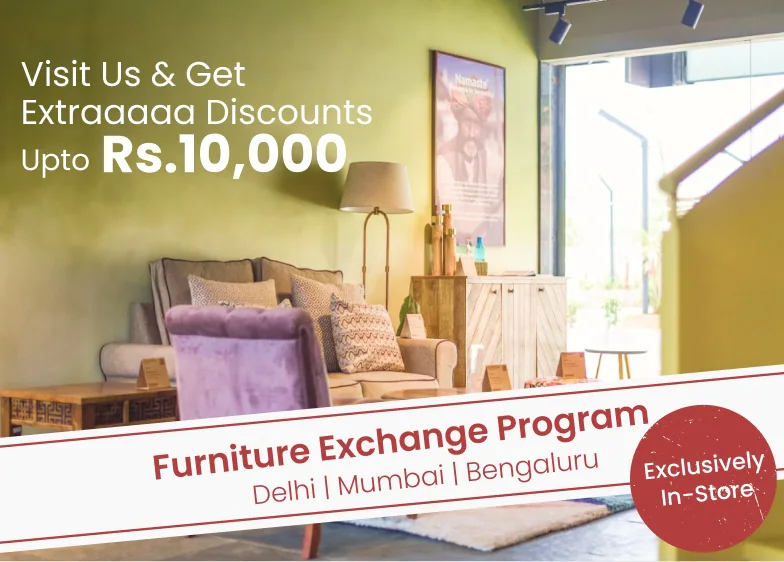 Visit Us & Get
Extraaaaa Discounts
Upto Rs.10,000
Namaste
Furniture Exchange Program
Delhi | Mumbai | Bengaluru
Exclusively
In-Store